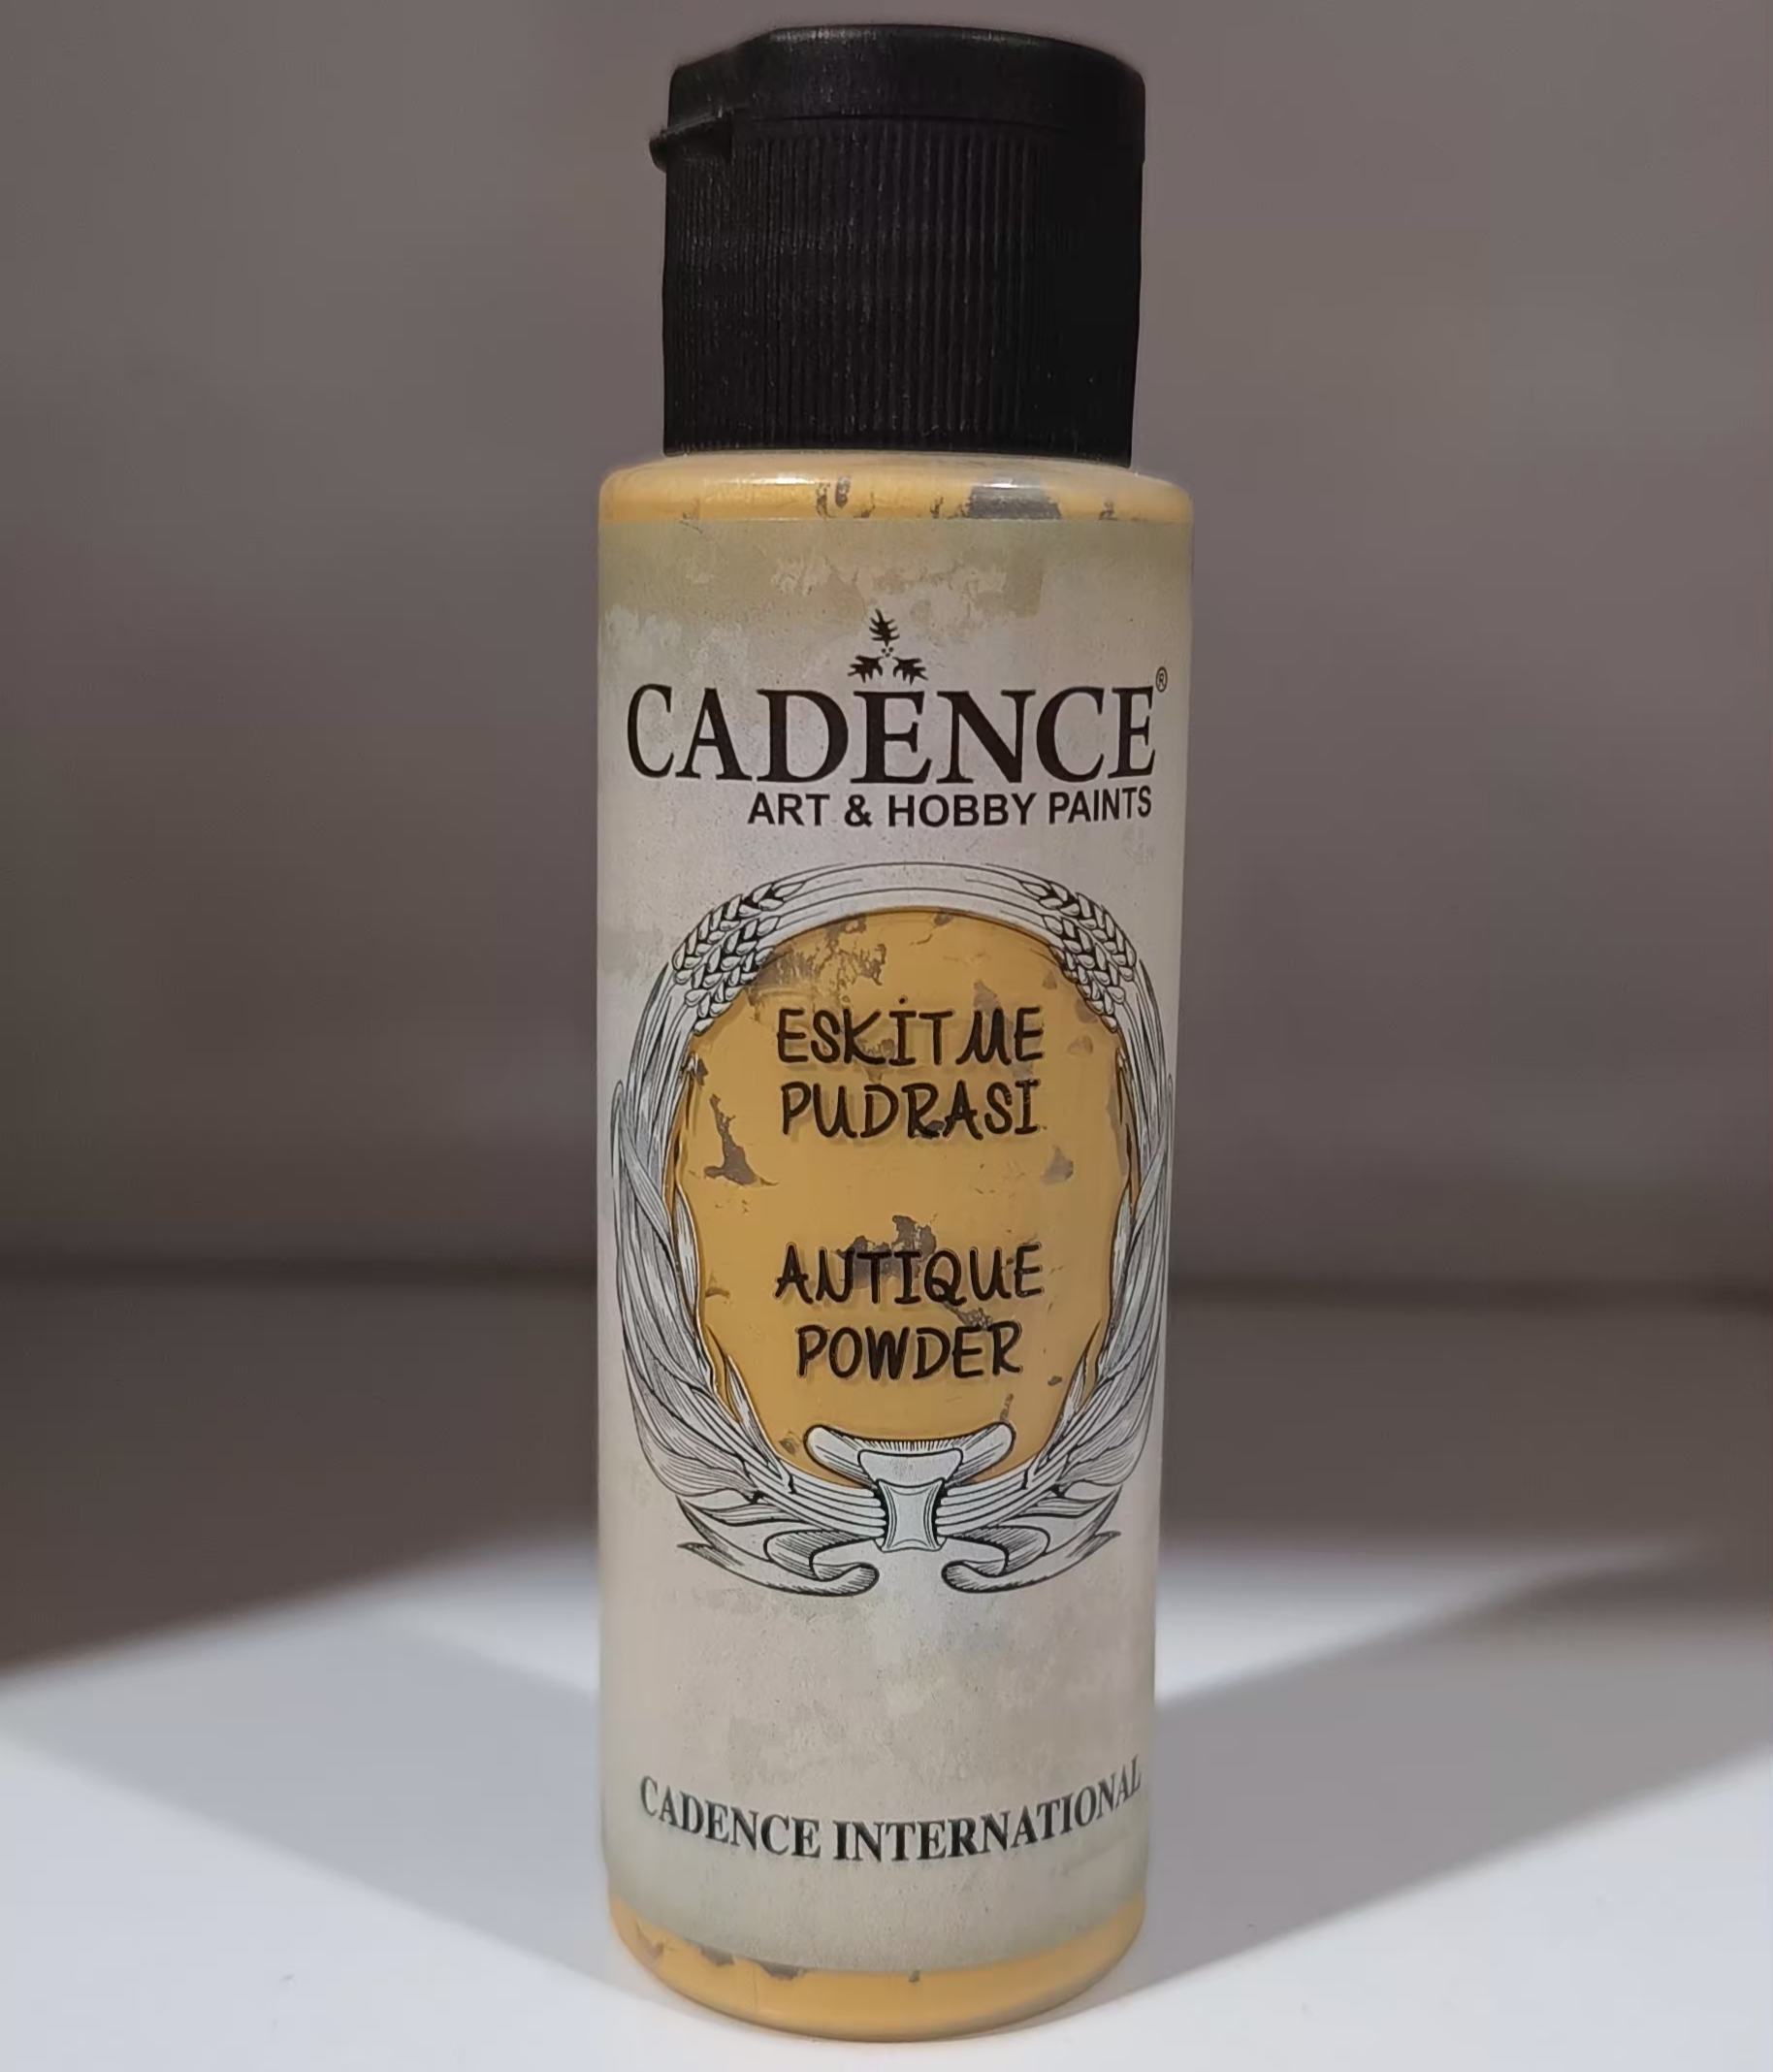 CADENCE®
ART & HOBBY PAINTS
ESKİTME
PUDRASI
ANTIQUE
POWDER
CADENCE INTERNATIONAL